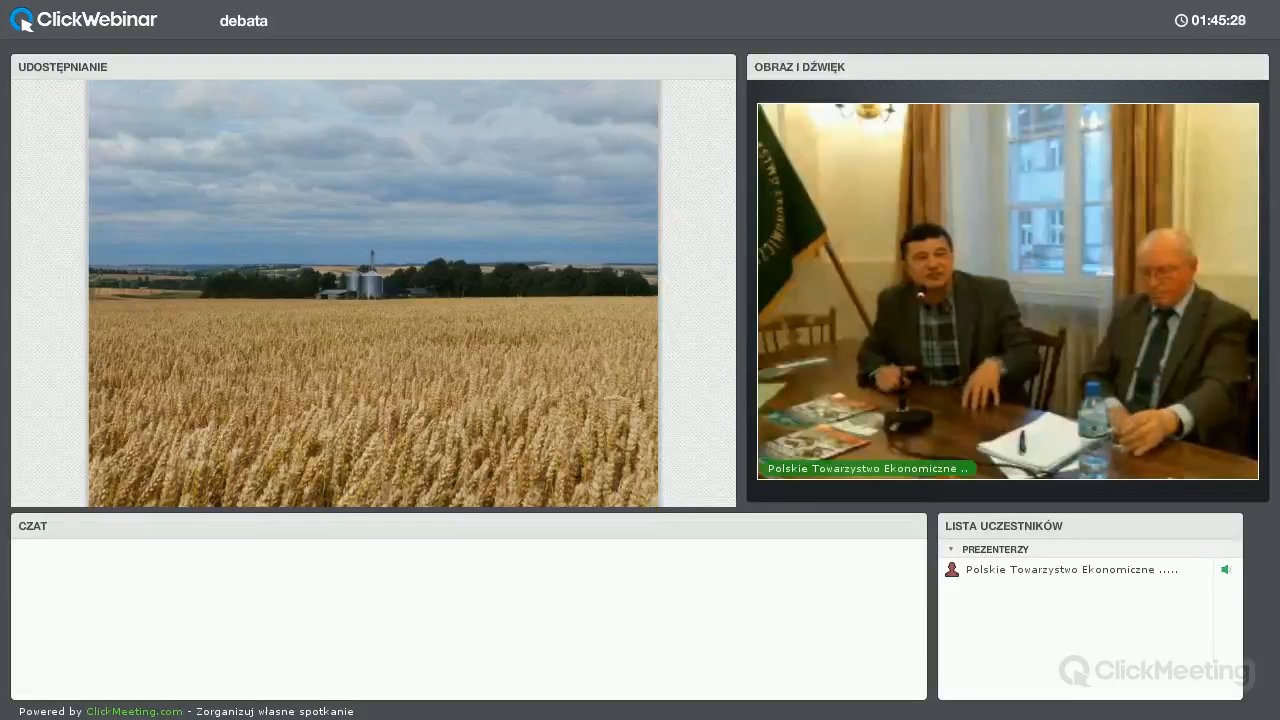 ClickWebinar
debata
01:45:28
UDOSTĘPNIANIE
OBRAZ I DŹWIĘK
EKONOMICZ
Polskie Towarzystwo Ekonomiczne ..
CZAT
LISTA UCZESTNIKÓW
PREZENTERZY
Polskie Towarzystwo Ekonomiczne .....
ClickMeeting
Powered by ClickMeeting.com - Zorganizuj własne spotkanie